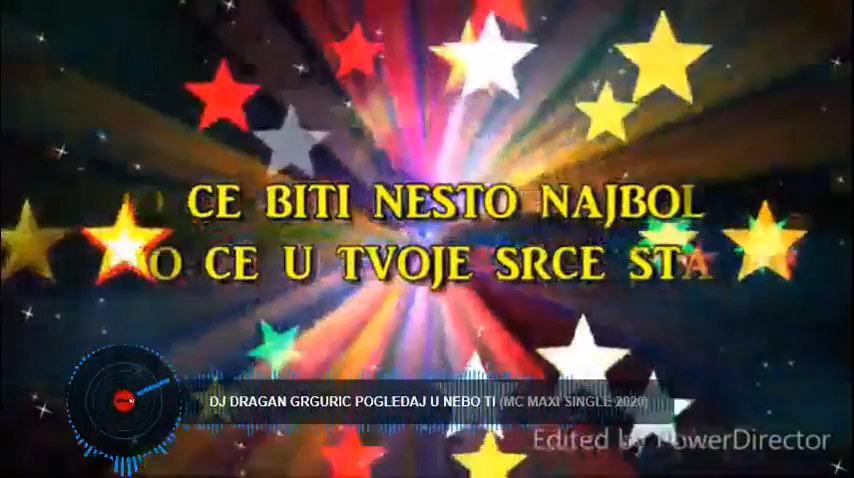 CE BITI NESTO NAJBOL
O CE U TVOJE SRCE STA
DJ DRAGAN GRGURIC POGLEDAJ U NEBO TI (MC MAXI SINGLE 2020)
Edited by PowerDirector